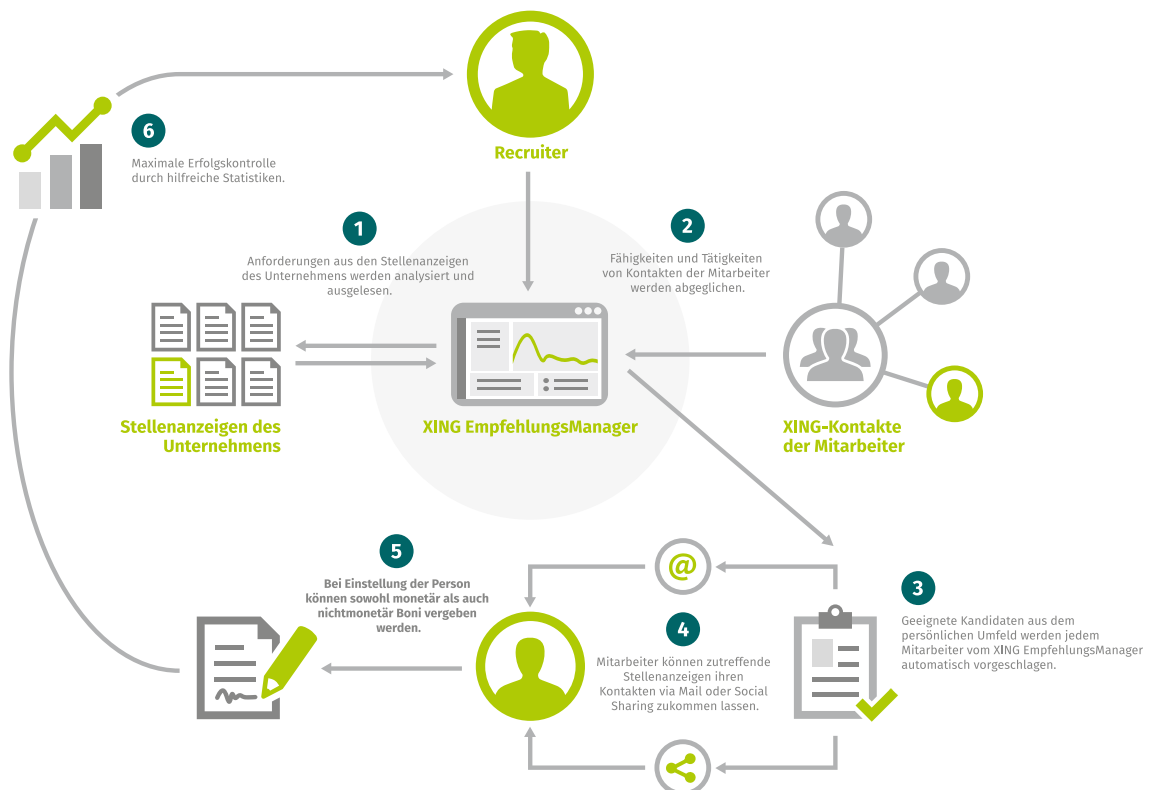 Recruiter
6
Maximale Erfolgskontrolle
durch hilfreiche Statistiken.
1
Anforderungen aus den Stellenanzeigen
des Unternehmens werden analysiert und
ausgelesen.
2
Fähigkeiten und Tätigkeiten
von Kontakten der Mitarbeiter
werden abgeglichen.
Stellenanzeigen des
Unternehmens
XING EmpfehlungsManager
XING-Kontakte
der Mitarbeiter
3
Geeignete Kandidaten aus dem
persönlichen Umfeld werden jedem
Mitarbeiter vom XING EmpfehlungsManager
automatisch vorgeschlagen.
@
4
Mitarbeiter können zutreffende
Stellenanzeigen ihren
Kontakten via Mail oder Social
Sharing zukommen lassen.
5
Bei Einstellung der Person
können sowohl monetär als auch
nichtmonetär Boni vergeben
werden.